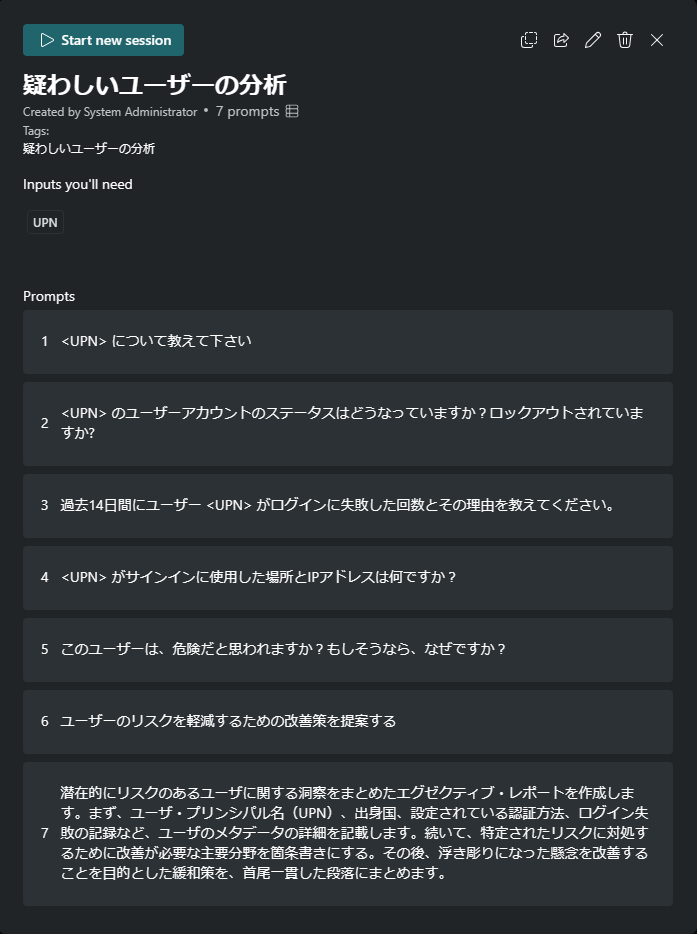 Start new session
疑わしいユーザーの分析
Created by System Administrator • 7 prompts
Tags:
疑わしいユーザーの分析
Inputs you'll need
UPN
Prompts
1 <UPN> について教えて下さい
2 <UPN> のユーザーアカウントのステータスはどうなっていますか？ロックアウトされていま
すか?
3 過去14日間にユーザー <UPN> がログインに失敗した回数とその理由を教えてください。
4 <UPN> がサインインに使用した場所とIPアドレスは何ですか？
5 このユーザーは、危険だと思われますか？もしそうなら、なぜですか？
6 ユーザーのリスクを軽減するための改善策を提案する
潜在的にリスクのあるユーザに関する洞察をまとめたエグゼクティブ・レポートを作成しま
す。まず、ユーザ・プリンシパル名（UPN）、出身国、設定されている認証方法、ログイン失
7 敗の記録など、ユーザのメタデータの詳細を記載します。続いて、特定されたリスクに対処す
るために改善が必要な主要分野を箇条書きにする。その後、浮き彫りになった懸念を改善する
ことを目的とした緩和策を、首尾一貫した段落にまとめます。